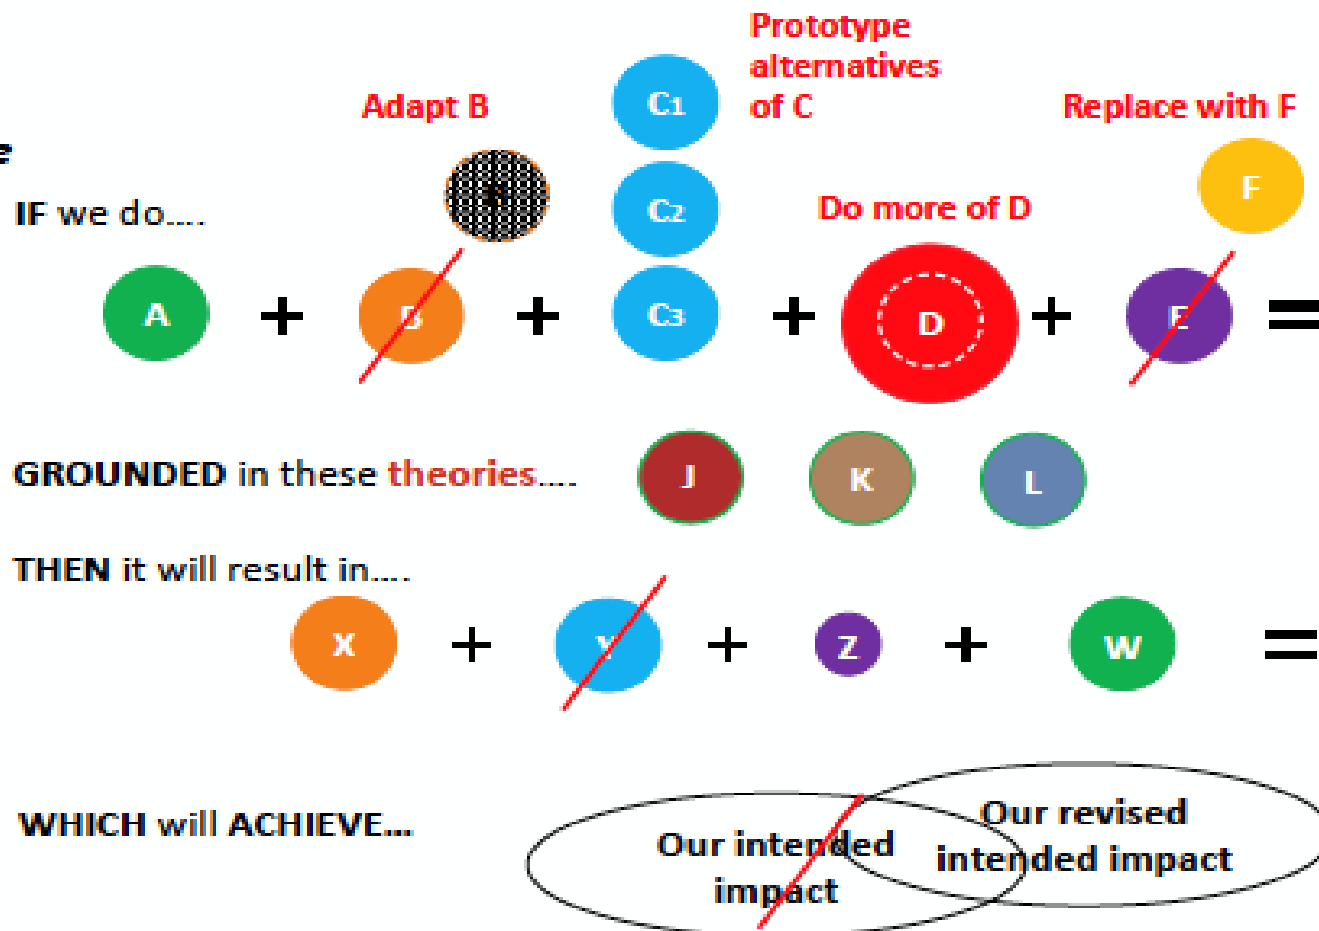 Prototype
alternatives
of C
Adapt B
Replace with F
C1
C2
C3
F
e
IF we do....
Do more of D
A + B + + D + E =
GROUNDED in these theories.... J K L
THEN it will result in....
X + Y + Z + W =
WHICH will ACHIEVE...
Our intended
impact
Our revised
intended impact